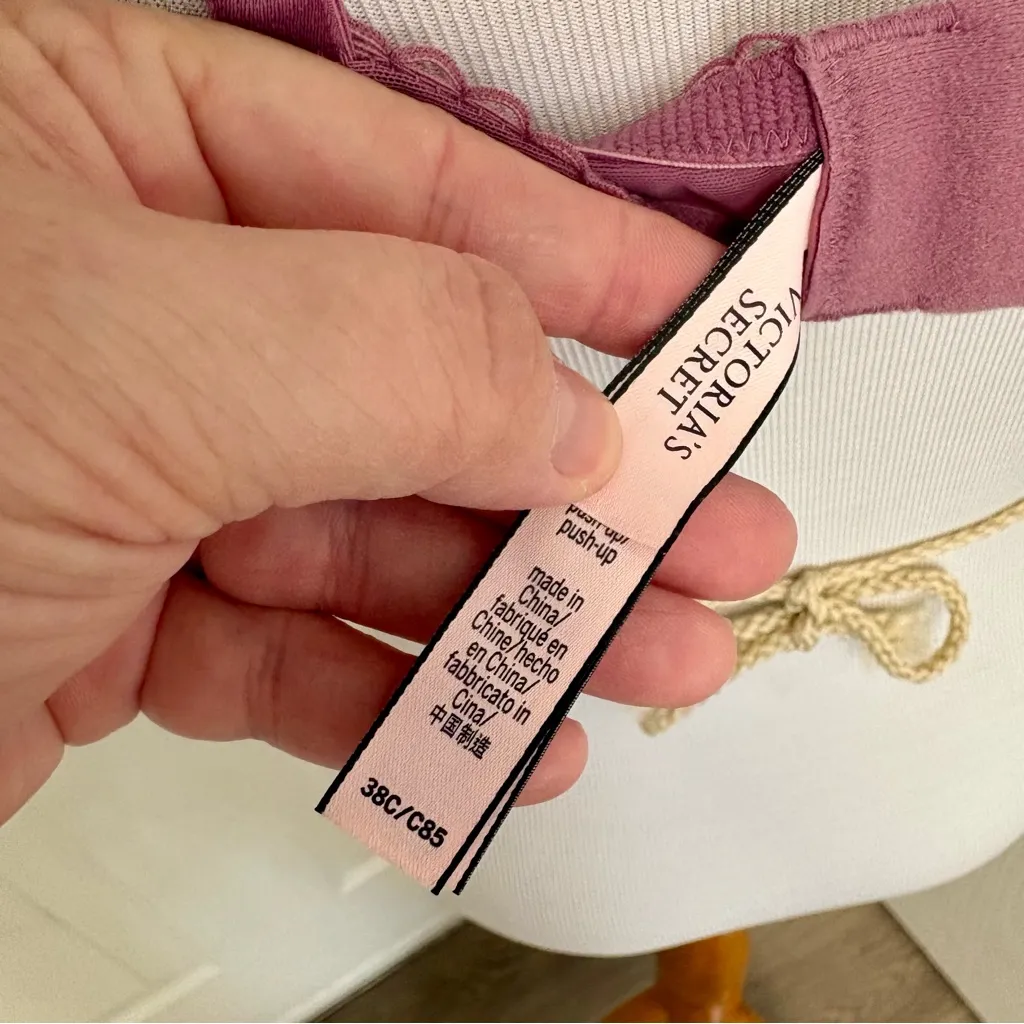 VICTORIA'S
SECRET
push-up/
push-up
made in
China/
fabriqué en
Chine/hecho
en China/
fabbricato in
Cina/
中国制造
38C/C85